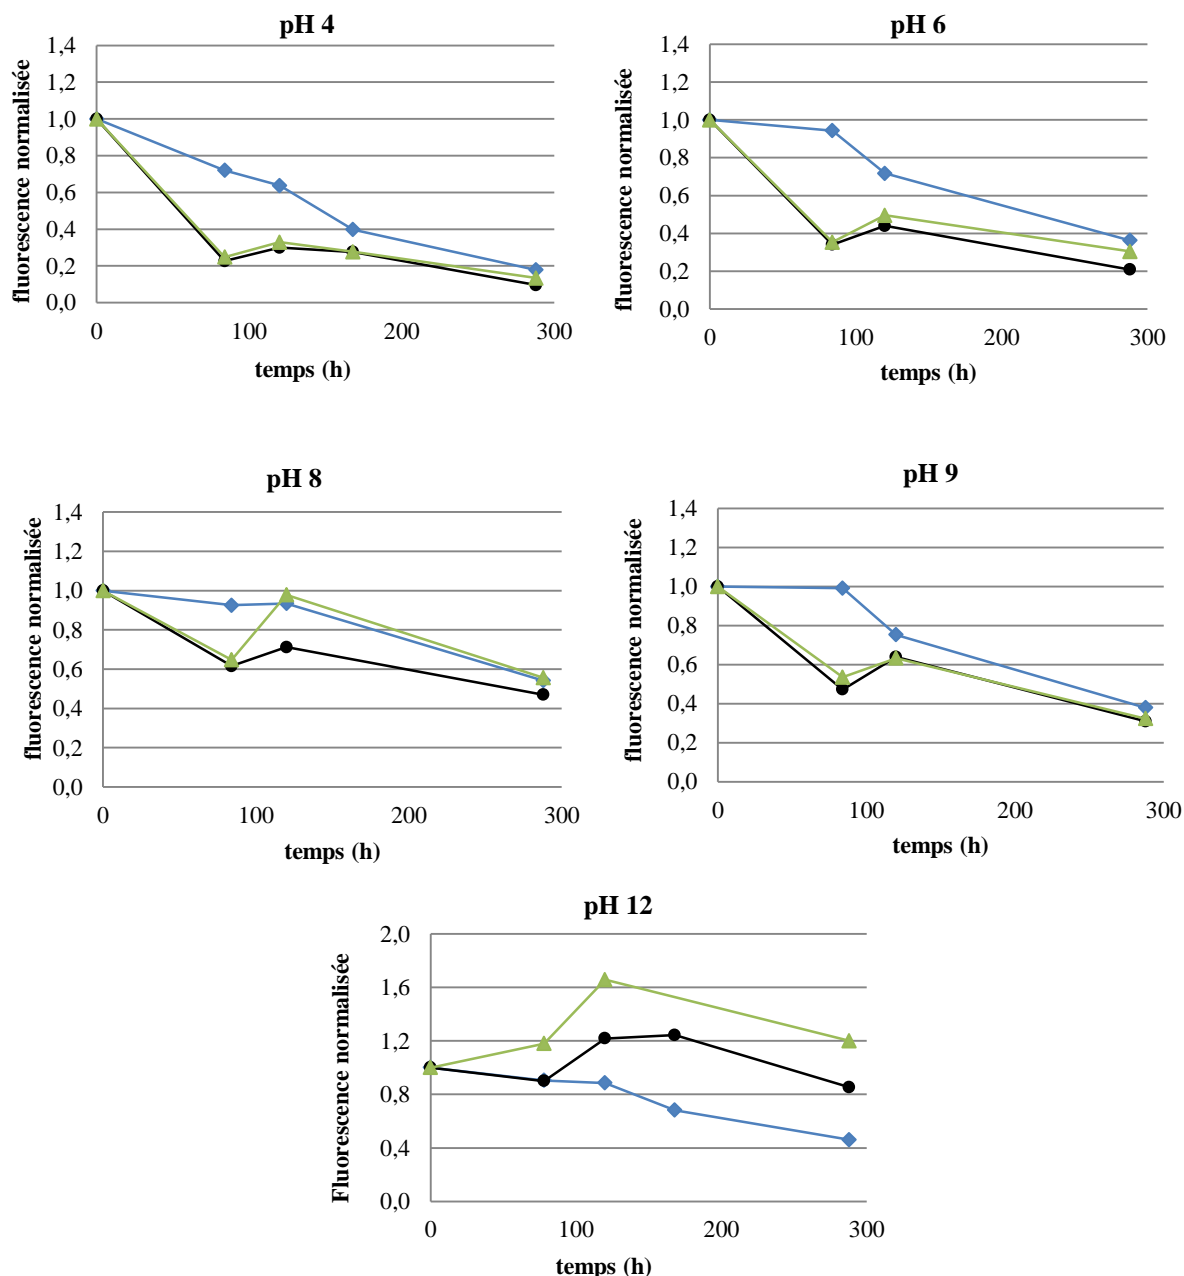 pH 4
fluorescence normalisée
1,4
1,2
1,0
0,8
0,6
0,4
0,2
0,0
0 100 200 300
temps (h)
pH 6
fluorescence normalisée
1,4
1,2
1,0
0,8
0,6
0,4
0,2
0,0
0 100 200 300
temps (h)
pH 8
fluorescence normalisée
1,4
1,2
1,0
0,8
0,6
0,4
0,2
0,0
0 100 200 300
temps (h)
pH 9
fluorescence normalisée
1,4
1,2
1,0
0,8
0,6
0,4
0,2
0,0
0 100 200 300
temps (h)
pH 12
Fluorescence normalisée
2,0
1,6
1,2
0,8
0,4
0,0
0 100 200 300
temps (h)